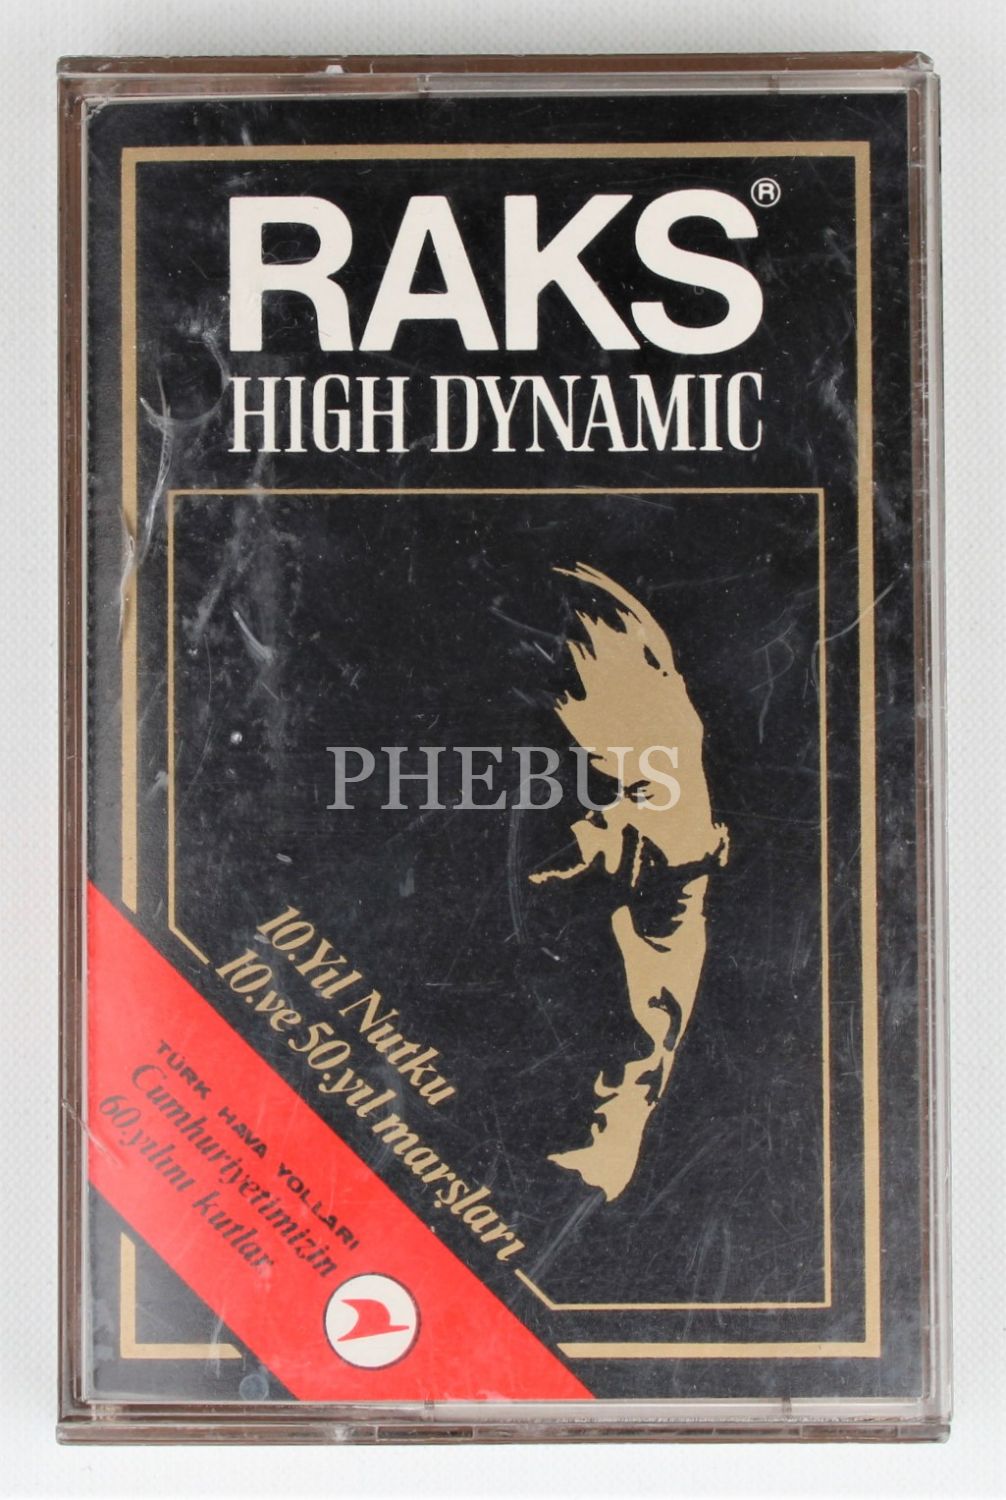 RAKS®
HIGH DYNAMIC
PHEBUS
10.Yıl Nutku
10.ve 50.yıl marşları
TÜRK HAVA YOLLARI
Cumhuriyetimizin
60.yılını kutlar